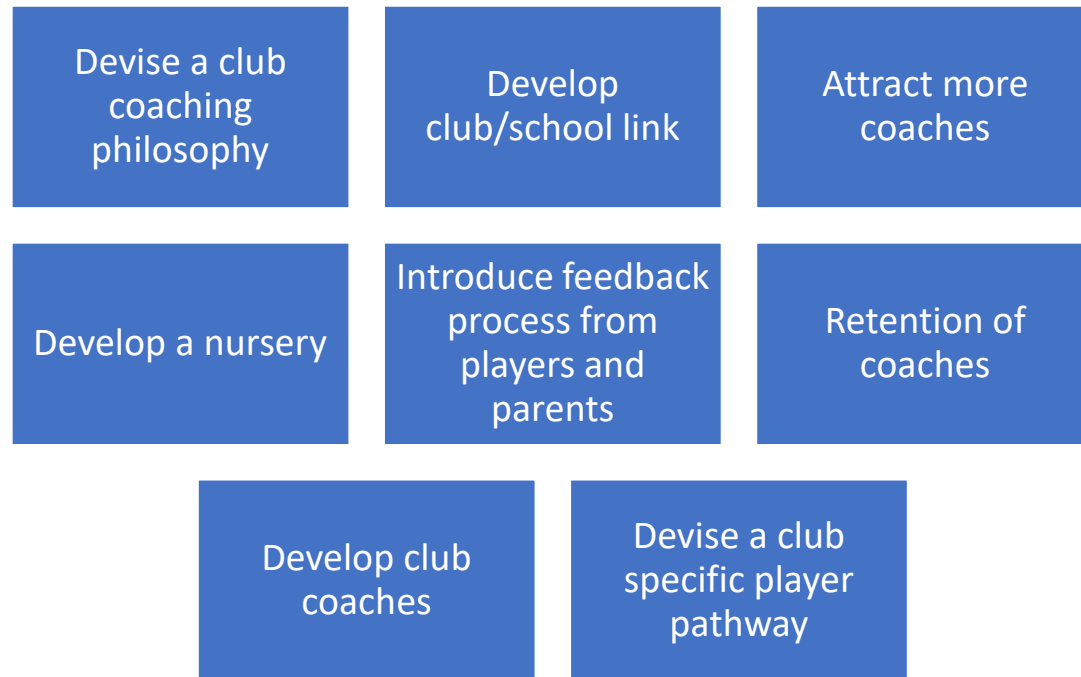 Devise a club
coaching
philosophy
Develop
club/school link
Attract more
coaches
Develop a nursery
Introduce feedback
process from
players and
parents
Retention of
coaches
Develop club
coaches
Devise a club
specific player
pathway